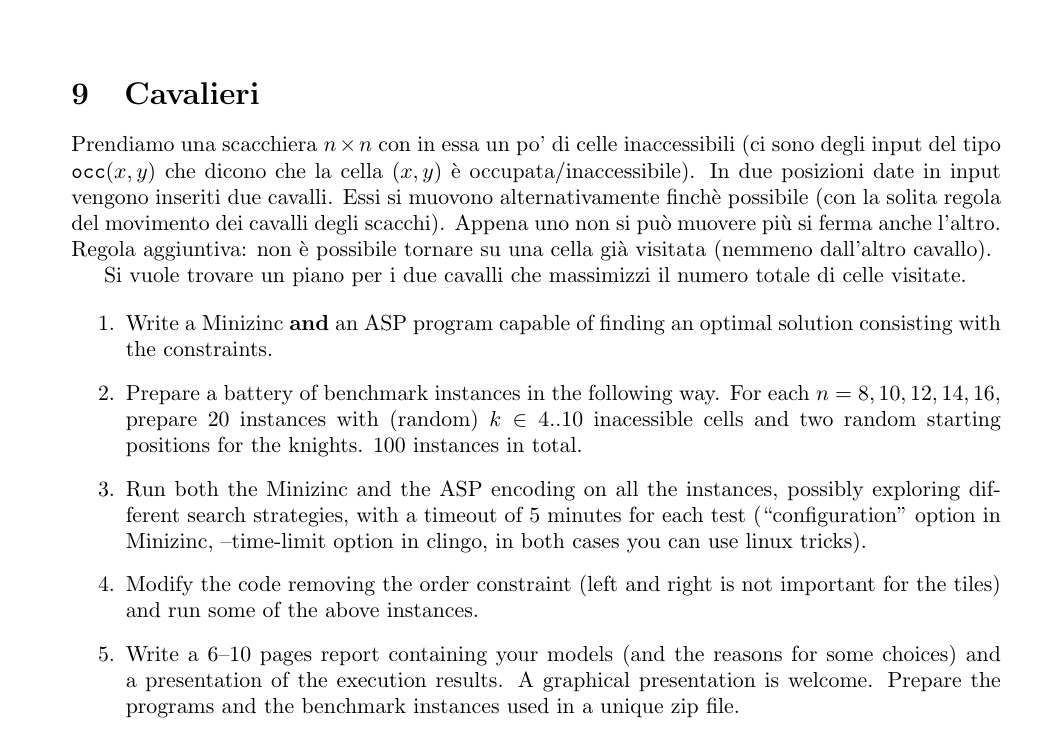 9 Cavalieri
Prendiamo una scacchiera n × n con in essa un po' di celle inaccessibili (ci sono degli input del tipo
occ(x, y) che dicono che la cella (x, y) è occupata/inaccessibile). In due posizioni date in input
vengono inseriti due cavalli. Essi si muovono alternativamente finchè possibile (con la solita regola
del movimento dei cavalli degli scacchi). Appena uno non si può muovere più si ferma anche l'altro.
Regola aggiuntiva: non è possibile tornare su una cella già visitata (nemmeno dall'altro cavallo).
Si vuole trovare un piano per i due cavalli che massimizzi il numero totale di celle visitate.
1. Write a Minizinc and an ASP program capable of finding an optimal solution consisting with
the constraints.
2. Prepare a battery of benchmark instances in the following way. For each n = 8, 10, 12, 14, 16,
prepare 20 instances with (random) k ∈ 4..10 inacessible cells and two random starting
positions for the knights. 100 instances in total.
3. Run both the Minizinc and the ASP encoding on all the instances, possibly exploring dif-
ferent search strategies, with a timeout of 5 minutes for each test (“configuration” option in
Minizinc, –time-limit option in clingo, in both cases you can use linux tricks).
4. Modify the code removing the order constraint (left and right is not important for the tiles)
and run some of the above instances.
5. Write a 6–10 pages report containing your models (and the reasons for some choices) and
a presentation of the execution results. A graphical presentation is welcome. Prepare the
programs and the benchmark instances used in a unique zip file.